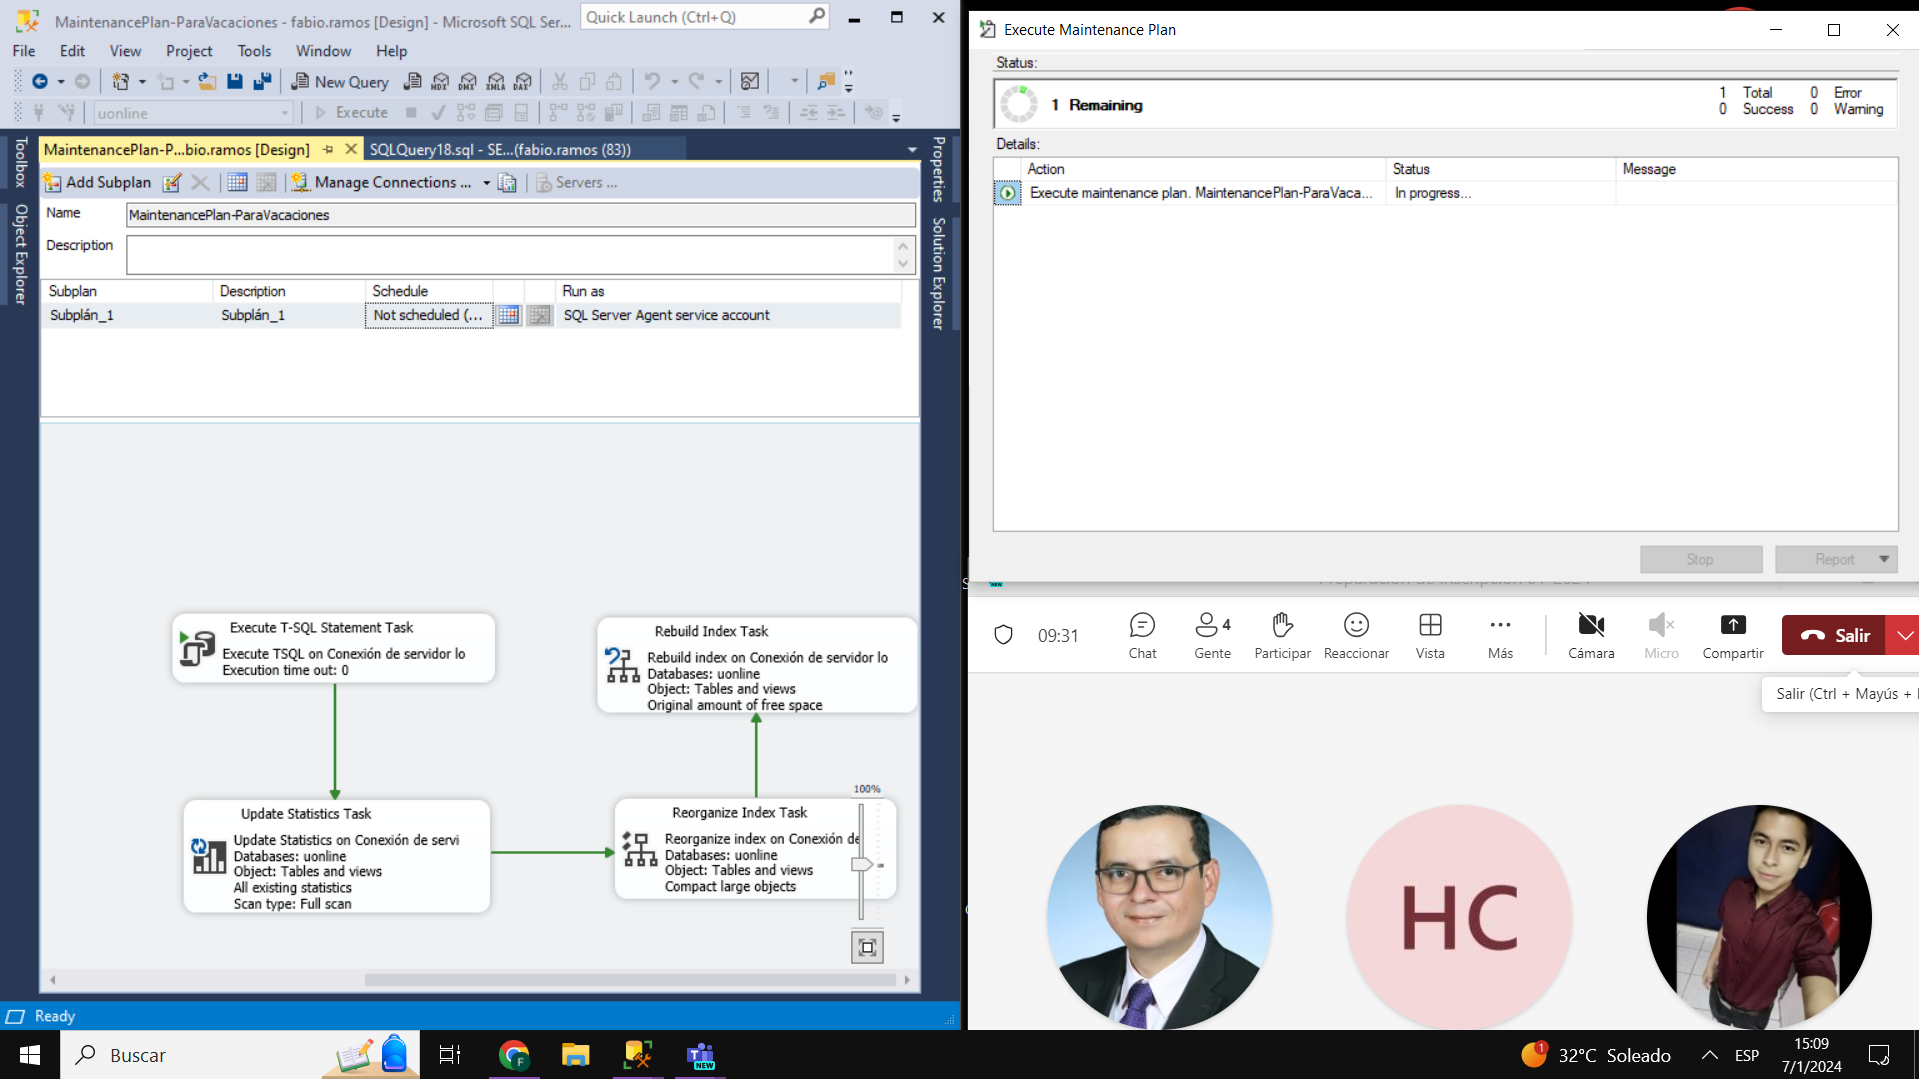 MaintenancePlan-ParaVacaciones - fabio.ramos [Design] - Microsoft SQL Ser...
Quick Launch (Ctrl+Q)
File Edit View Project Tools Window Help
New Query
MDX DMX XMLA DAX
uonline
Execute
Toolbox
Object Explorer
MaintenancePlan-P...bio.ramos [Design]
SQLQuery18.sql - SE...(fabio.ramos (83))
Properties
Solution Explorer
Add Subplan
Manage Connections ...
Servers ...
Name
MaintenancePlan-ParaVacaciones
Description
Subplan Description Schedule Run as
Subplán_1 Subplán_1 Not scheduled (... SQL Server Agent service account
Execute T-SQL Statement Task
Execute TSQL on Conexión de servidor lo
Execution time out: 0
Rebuild Index Task
Rebuild index on Conexión de servidor lo
Databases: uonline
Object: Tables and views
Original amount of free space
Update Statistics Task
Update Statistics on Conexión de servi
Databases: uonline
Object: Tables and views
All existing statistics
Scan type: Full scan
Reorganize Index Task
Reorganize index on Conexión de
Databases: uonline
Object: Tables and views
Compact large objects
100%
Ready
Execute Maintenance Plan
Status:
1 Remaining
1 Total 0 Error
0 Success 0 Warning
Details:
Action Status Message
Execute maintenance plan. MaintenancePlan-ParaVaca... In progress...
Stop
Report
09:31
Chat
4
Gente
Participar
Reaccionar
Vista
Más
Cámara
Micro
Compartir
Salir
Salir (Ctrl + Mayús +
HC
Buscar
F
NEW
1
32°C Soleado
ESP
15:09
7/1/2024